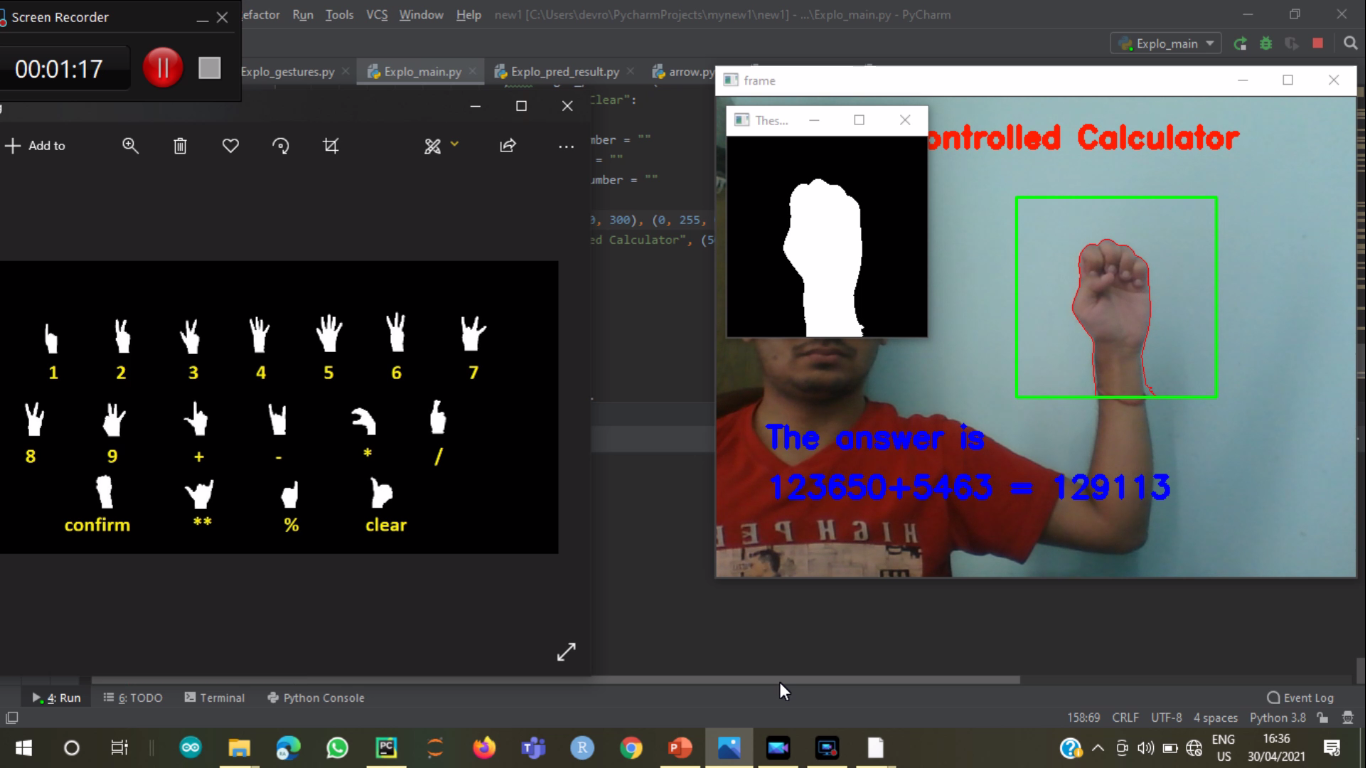 Screen Recorder
efactor Run Tools VCS Window Help new1 [C:\Users\devro\PycharmProjects\mynew1\new1] - ...\Explo_main.py - PyCharm
00:01:17
Explo_main
Explo_gestures.py Explo_main.py Explo_pred_result.py arrow.py
frame
Clear":
Thes...
mber = ""
ontrolled Calculator
Add to
= ""
umber = ""
0, 300), (0, 255,
ed Calculator", (5
1 2 3 4 5 6 7
8 9 + - * /
confirm ** % clear
The answer is
123650+5463 = 129113
HIGH PER
4: Run 6: TODO Terminal Python Console Event Log
158:69 CRLF UTF-8 4 spaces Python 3.8
ENG 16:36
US 30/04/2021